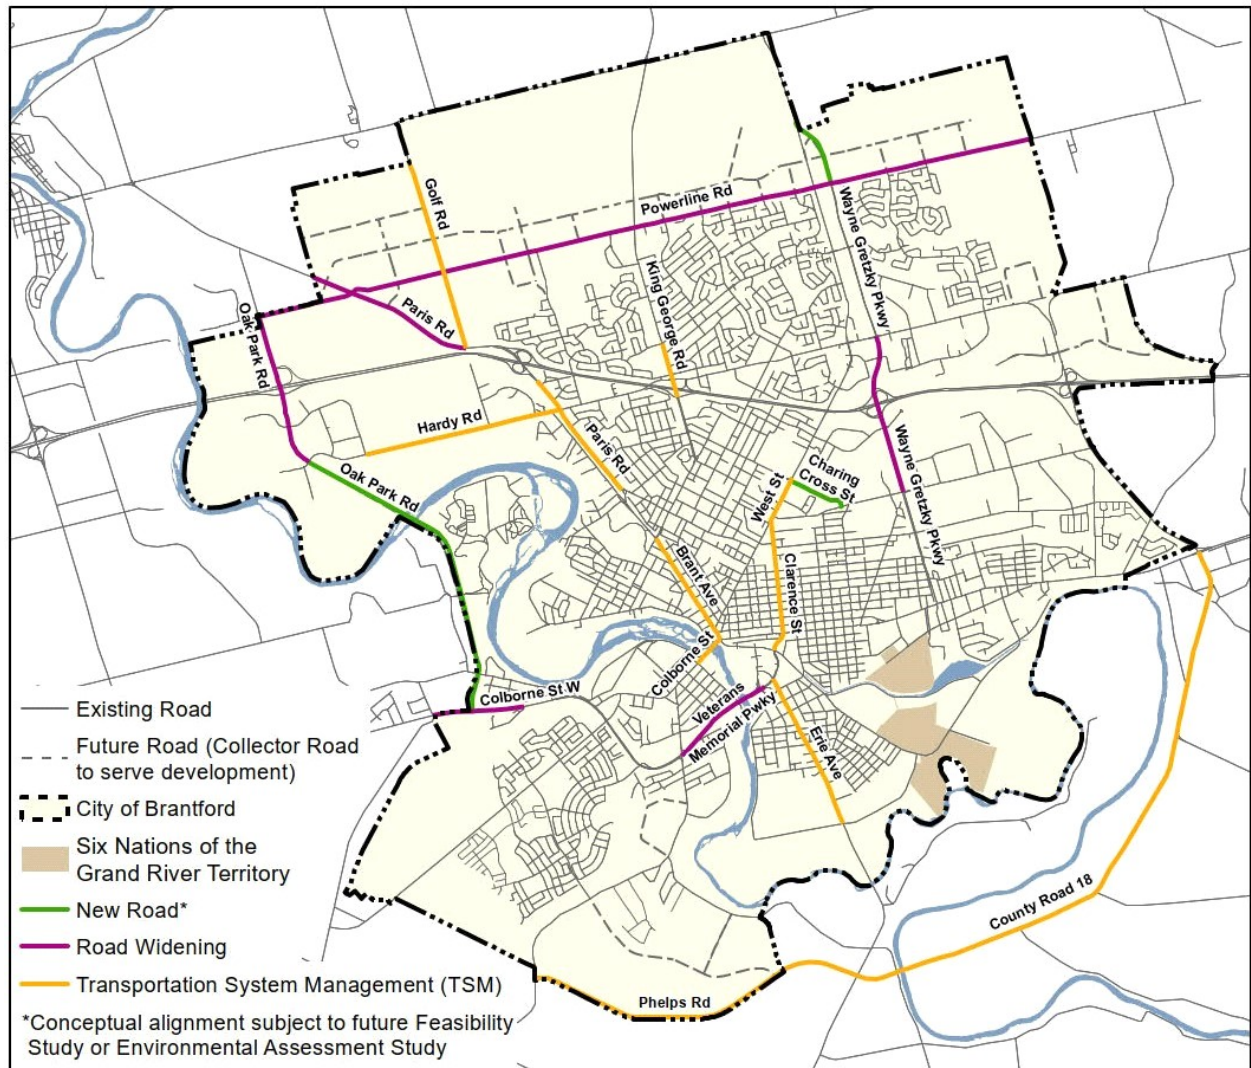 Golf Rd
Powerline Rd
Wayne Gretzky Pkwy
King George Rd
Oak Park Rd
Paris Rd
Hardy Rd
Paris Rd
Wayne Gretzky Pkwy
Oak Park Rd
Charing
Cross St
West St
Brant Ave
Clarence St
Colborne St
Colborne St W
Veterans
Memorial Pwky
Erie Ave
County Road 18
Phelps Rd
Existing Road
Future Road (Collector Road
to serve development)
City of Brantford
Six Nations of the
Grand River Territory
New Road*
Road Widening
Transportation System Management (TSM)
*Conceptual alignment subject to future Feasibility
Study or Environmental Assessment Study